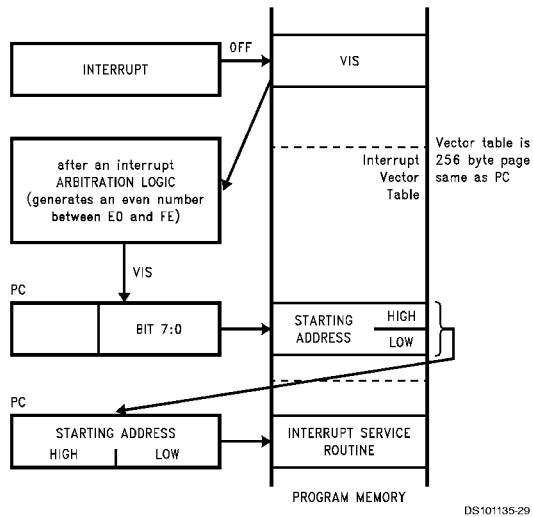 OFF
INTERRUPT
VIS
after an interrupt
ARBITRATION LOGIC
(generates an even number
between E0 and FE)
Interrupt
Vector
Table
Vector table is
256 byte page
same as PC
VIS
PC
BIT 7:0
STARTING
ADDRESS
HIGH
LOW
PC
STARTING ADDRESS
HIGH
LOW
INTERRUPT SERVICE
ROUTINE
PROGRAM MEMORY
DS101135-29